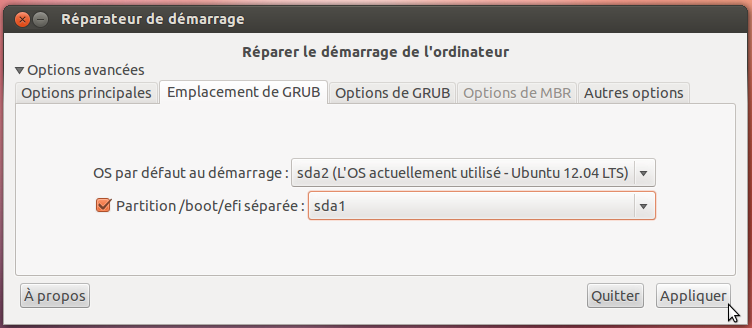 Réparateur de démarrage
Réparer le démarrage de l'ordinateur
Options avancées
Options principales Emplacement de GRUB Options de GRUB Options de MBR Autres options
OS par défaut au démarrage : sda2 (L'OS actuellement utilisé - Ubuntu 12.04 LTS)
Partition /boot/efi séparée : sda1
À propos Quitter Appliquer